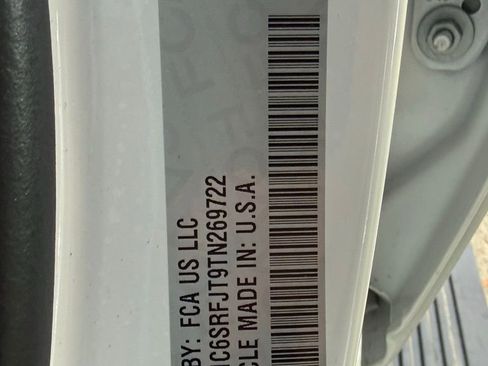 BY: FCA US LLC
C6SRFJT9TN269722
CLE MADE IN: U.S.A.